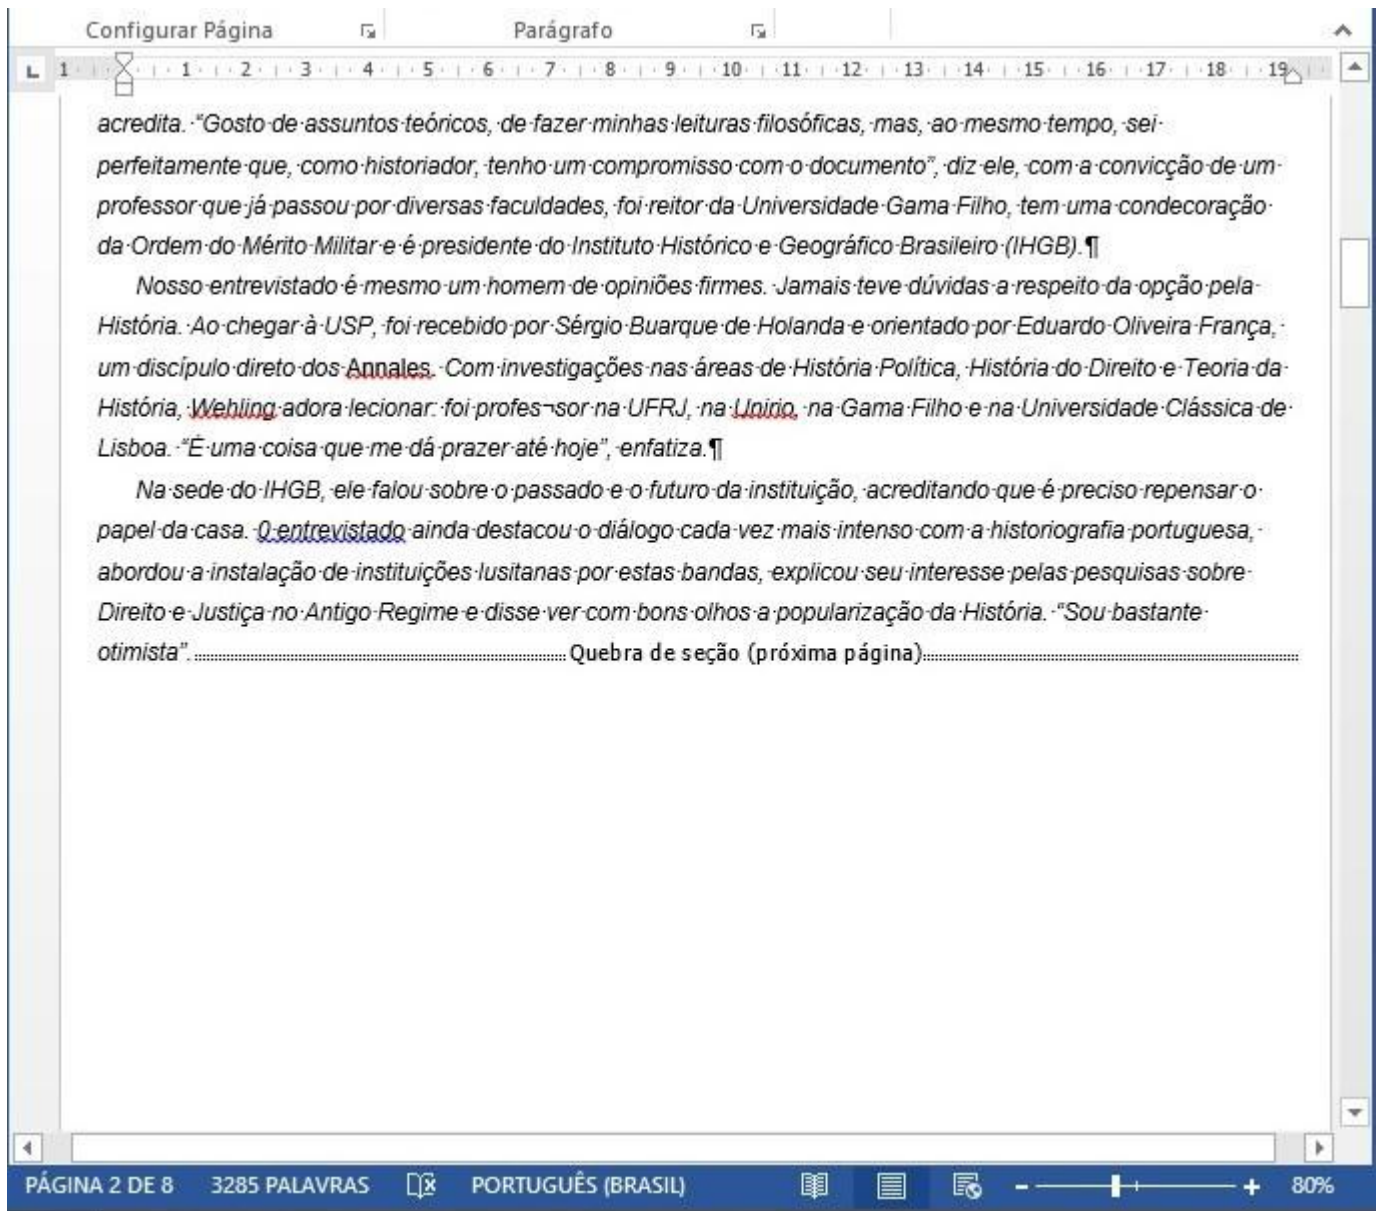 Configurar Página Parágrafo
L 1 1 2 3 4 5 6 7 8 9 10 11 12 13 14 15 16 17 18 19
acredita. “Gosto de assuntos teóricos, de fazer minhas leituras filosóficas, mas, ao mesmo tempo, sei
perfeitamente que, como historiador, tenho um compromisso com o documento”, diz ele, com a convicção de um
professor que já passou por diversas faculdades, foi reitor da Universidade Gama Filho, tem uma condecoração
da Ordem do Mérito Militar e é presidente do Instituto Histórico e Geográfico Brasileiro (IHGB).¶
Nosso entrevistado é mesmo um homem de opiniões firmes. Jamais teve dúvidas a respeito da opção pela
História. Ao chegar à USP, foi recebido por Sérgio Buarque de Holanda e orientado por Eduardo Oliveira França,
um discípulo direto dos Annales. Com investigações nas áreas de História Política, História do Direito e Teoria da
História, Wehling adora lecionar: foi profes¬sor na UFRJ, na Unirio, na Gama Filho e na Universidade Clássica de
Lisboa. “É uma coisa que me dá prazer até hoje”, enfatiza.¶
Na sede do IHGB, ele falou sobre o passado e o futuro da instituição, acreditando que é preciso repensar o
papel da casa. 0 entrevistado ainda destacou o diálogo cada vez mais intenso com a historiografia portuguesa,
abordou a instalação de instituições lusitanas por estas bandas, explicou seu interesse pelas pesquisas sobre
Direito e Justiça no Antigo Regime e disse ver com bons olhos a popularização da História. “Sou bastante
otimista”. Quebra de seção (próxima página)
PÁGINA 2 DE 8 3285 PALAVRAS PORTUGUÊS (BRASIL) 80%